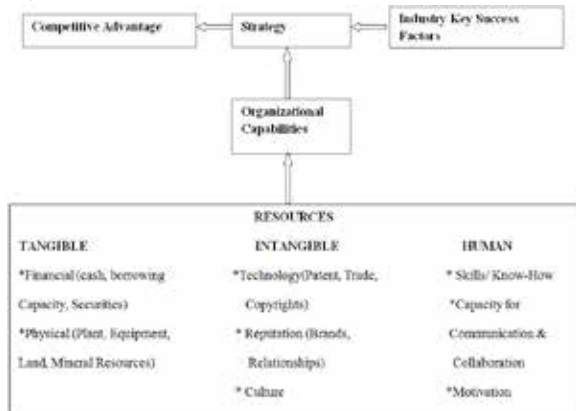 Competitive Advantage
Strategy
Industry Key Success
Factors
Organizational
Capabilities
RESOURCES
TANGIBLE INTANGIBLE HUMAN
*Financial (cash, borrowing *Technology(Patent, Trade, * Skills/ Know-How
Capacity, Securities) Copyrights) *Capacity for
*Physical (Plant, Equipment, * Reputation (Brands, Communication &
Land, Mineral Resources) Relationships) Collaboration
* Culture *Motivation